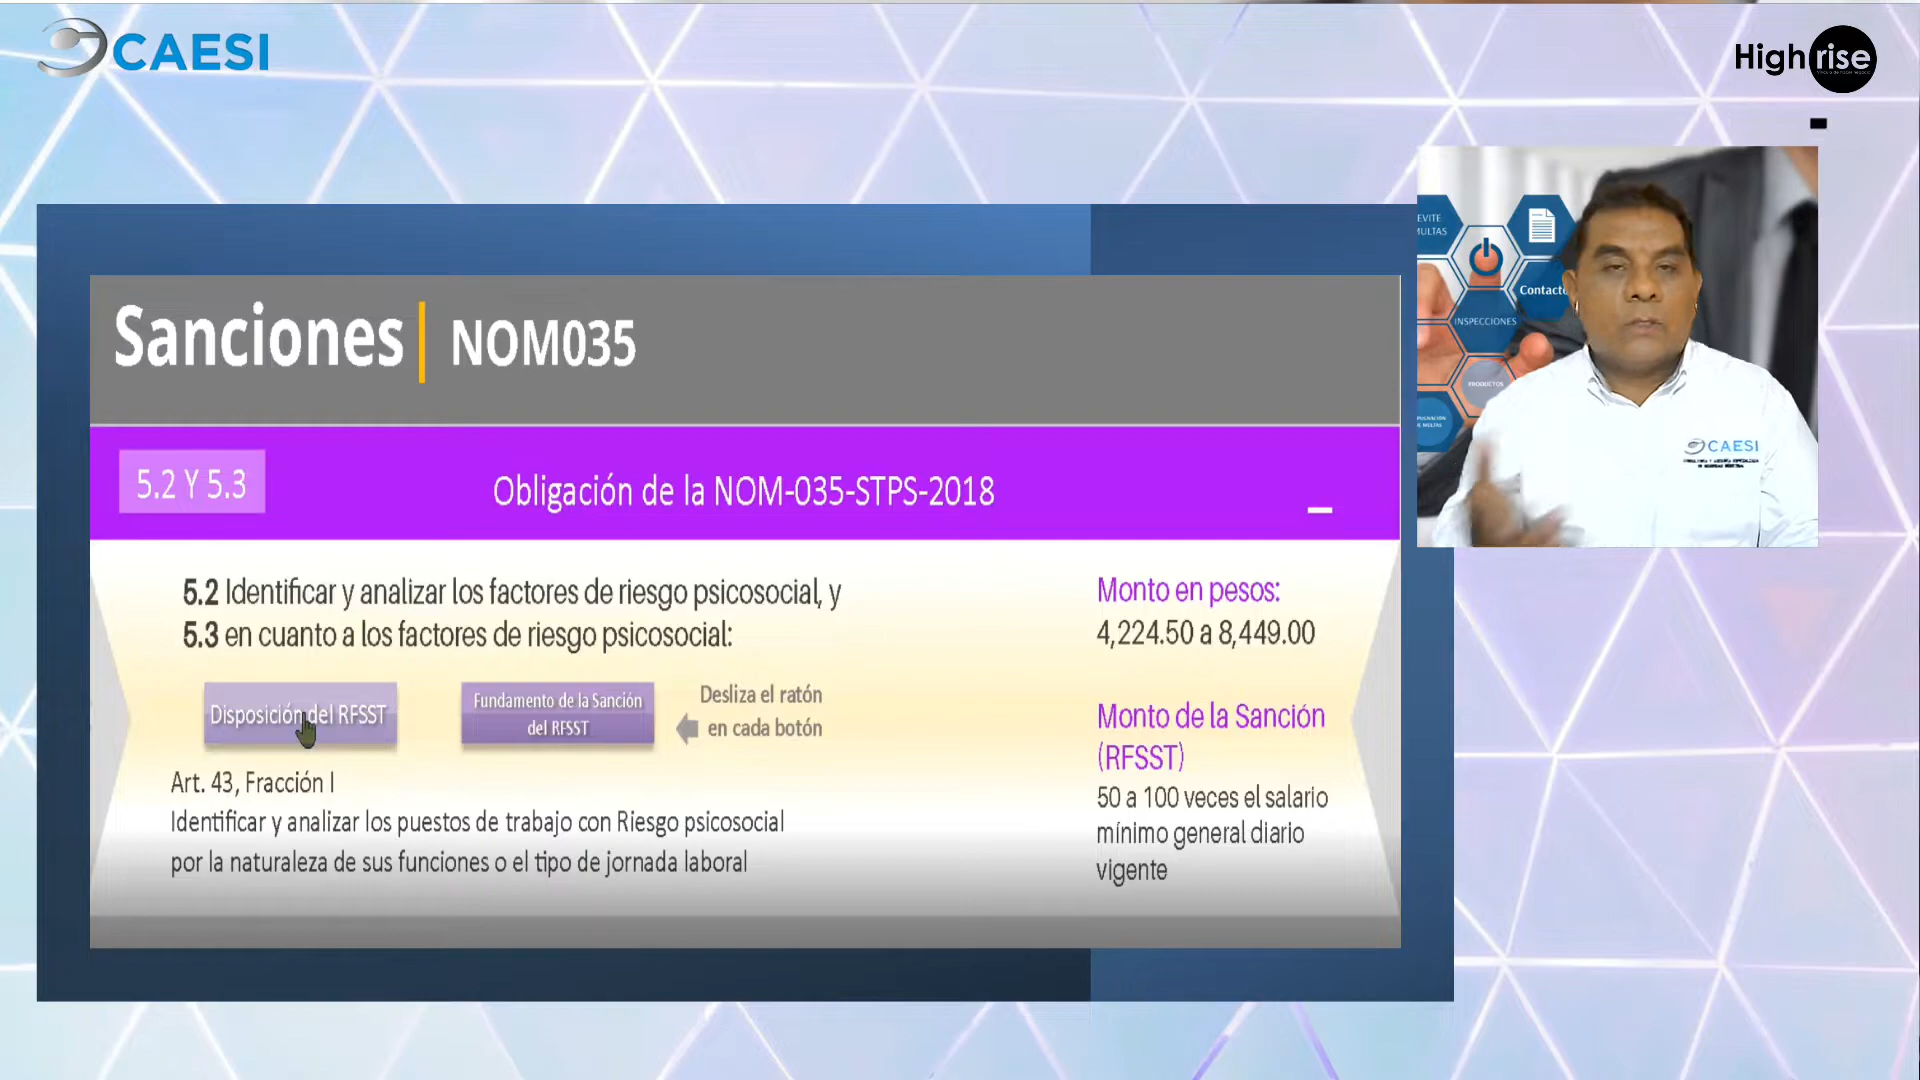 CAESI
High rise
EVITE
MULTAS
Contacto
INSPECCIONES
PRODUCTOS
DE MULTAS
CAESI
Sanciones | NOM035
5.2 Y 5.3
Obligación de la NOM-035-STPS-2018
5.2 Identificar y analizar los factores de riesgo psicosocial, y
5.3 en cuanto a los factores de riesgo psicosocial:
Disposición del RFSST
Fundamento de la Sanción
del RFSST
Desliza el ratón
en cada botón
Art. 43, Fracción I
Identificar y analizar los puestos de trabajo con Riesgo psicosocial
por la naturaleza de sus funciones o el tipo de jornada laboral
Monto en pesos:
4,224.50 a 8,449.00
Monto de la Sanción
(RFSST)
50 a 100 veces el salario
mínimo general diario
vigente